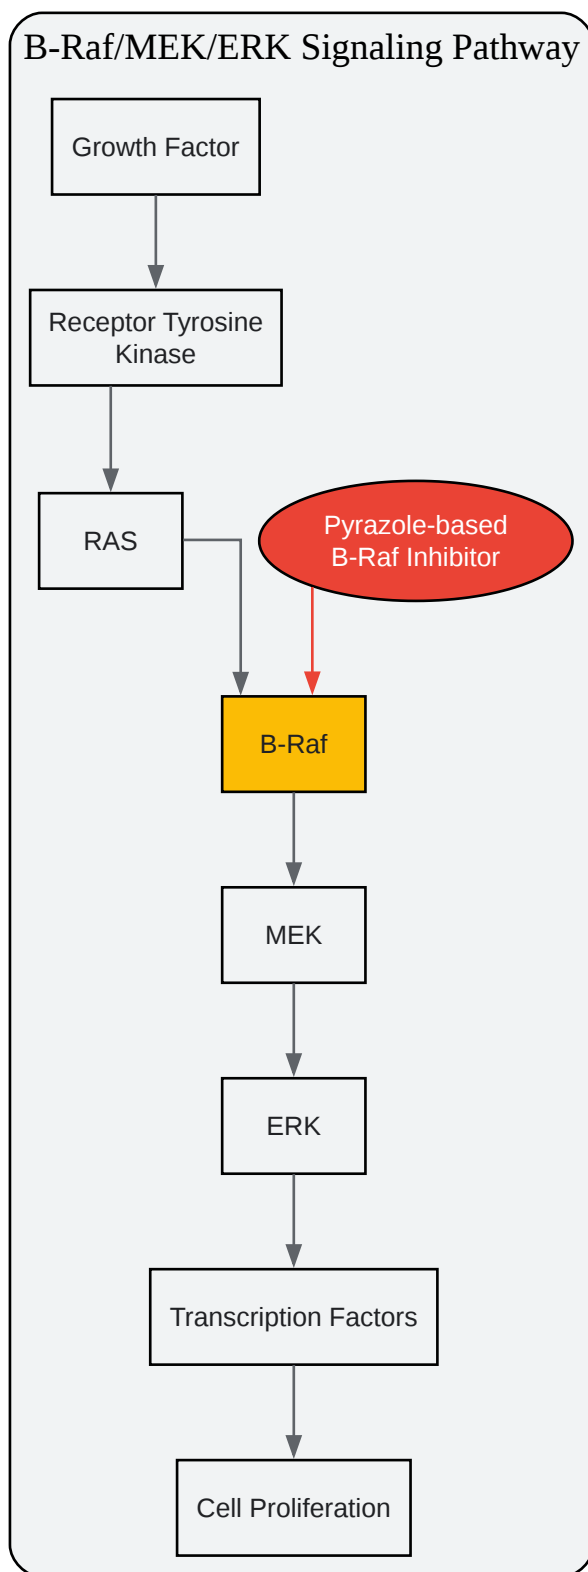 B-Raf/MEK/ERK Signaling Pathway
Growth Factor
Receptor Tyrosine
Kinase
RAS
Pyrazole-based
B-Raf Inhibitor
B-Raf
MEK
ERK
Transcription Factors
Cell Proliferation